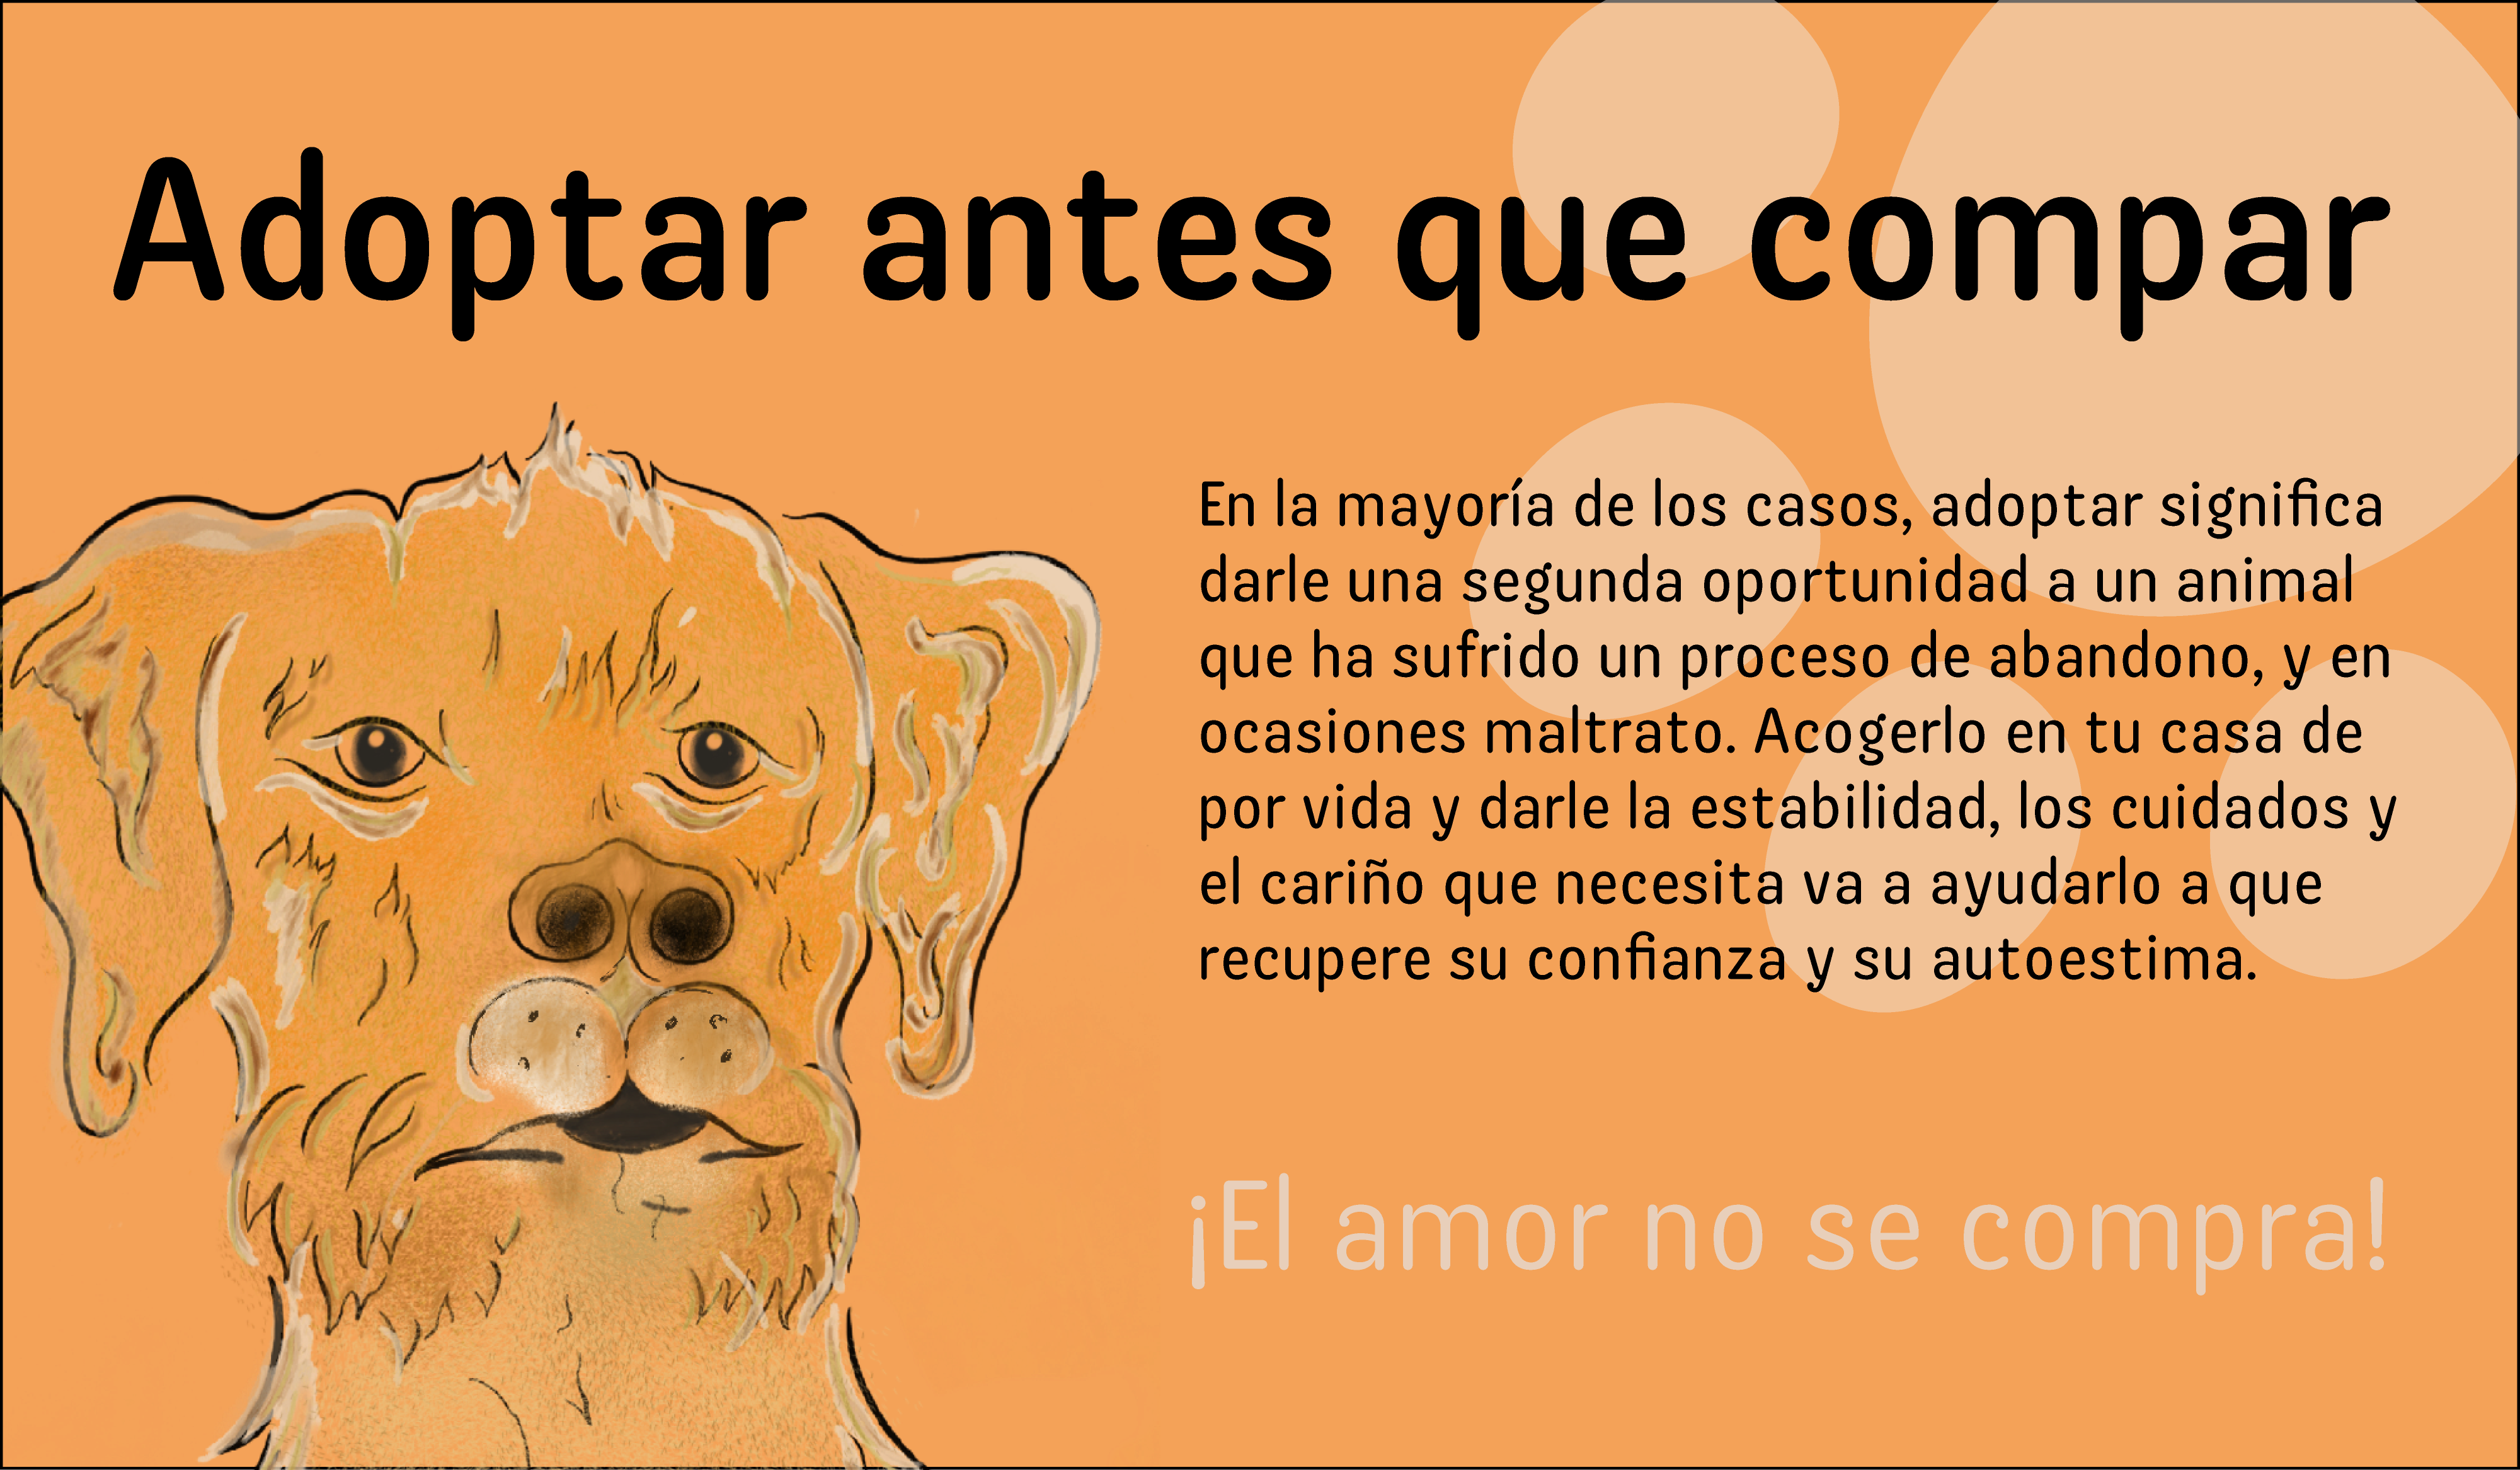 Adoptar antes que compar
En la mayoría de los casos, adoptar significa
darle una segunda oportunidad a un animal
que ha sufrido un proceso de abandono, y en
ocasiones maltrato. Acogerlo en tu casa de
por vida y darle la estabilidad, los cuidados y
el cariño que necesita va a ayudarlo a que
recupere su confianza y su autoestima.
¡El amor no se compra!